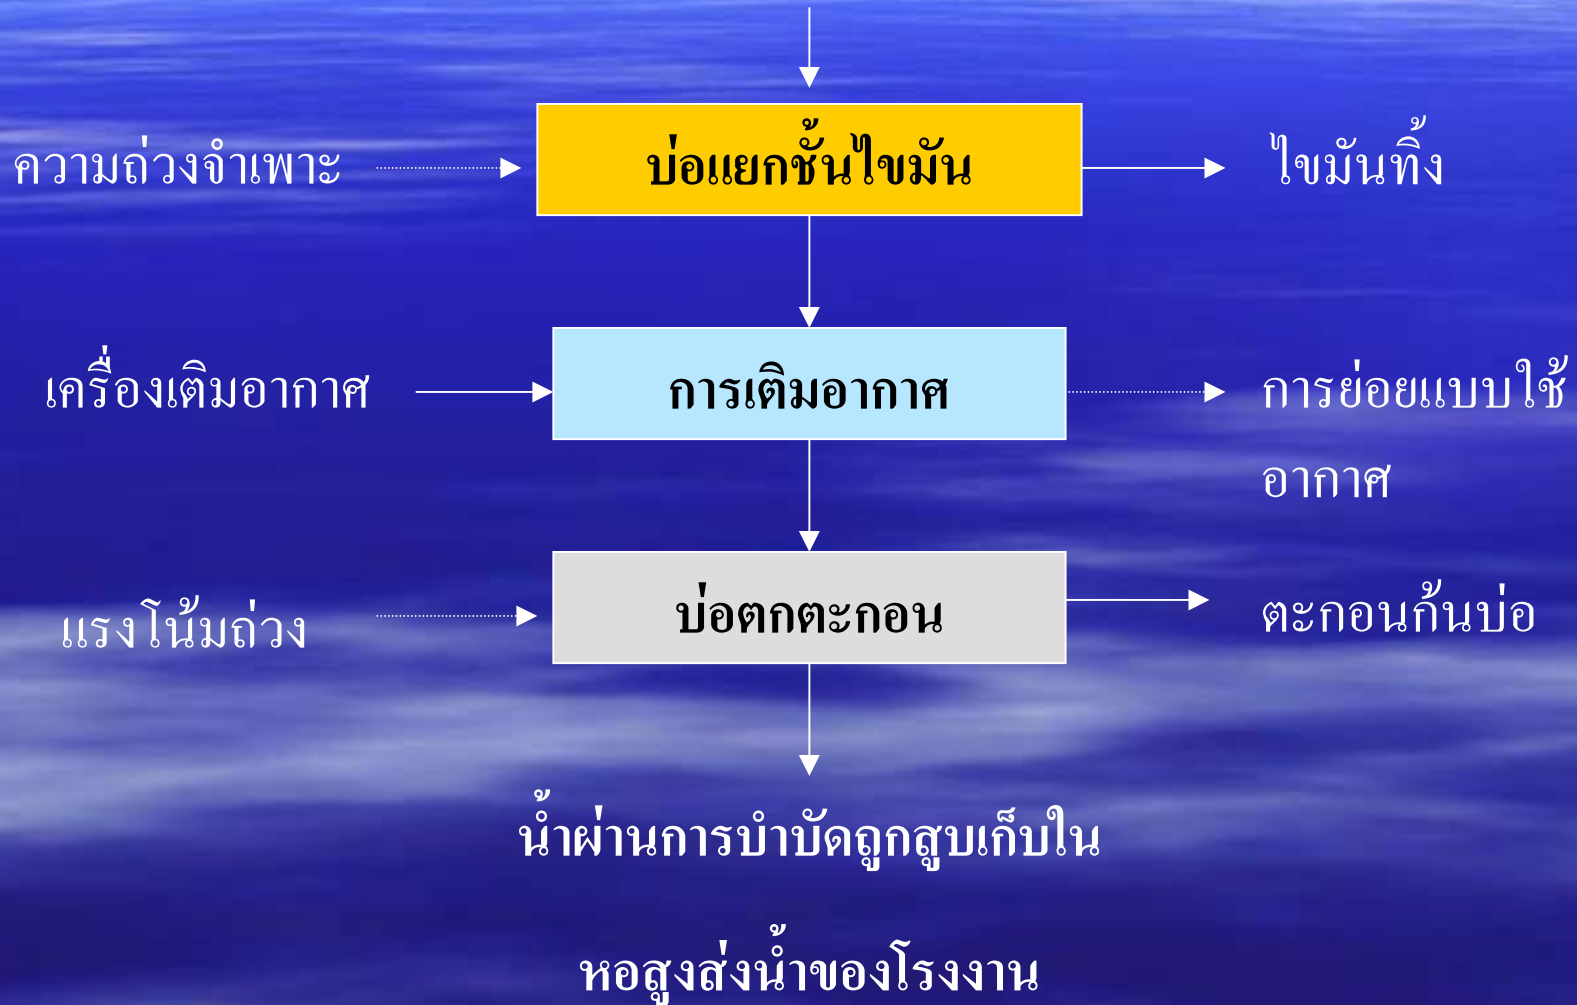 ความถ่วงจำเพาะ
บ่อแยกชั้นไขมัน
ไขมันทิ้ง
เครื่องเติมอากาศ
การเติมอากาศ
การย่อยแบบใช้
อากาศ
แรงโน้มถ่วง
บ่อตกตะกอน
ตะกอนก้นบ่อ
น้ำผ่านการบำบัดถูกสูบเก็บใน
หอสูงส่งน้ำของโรงงาน